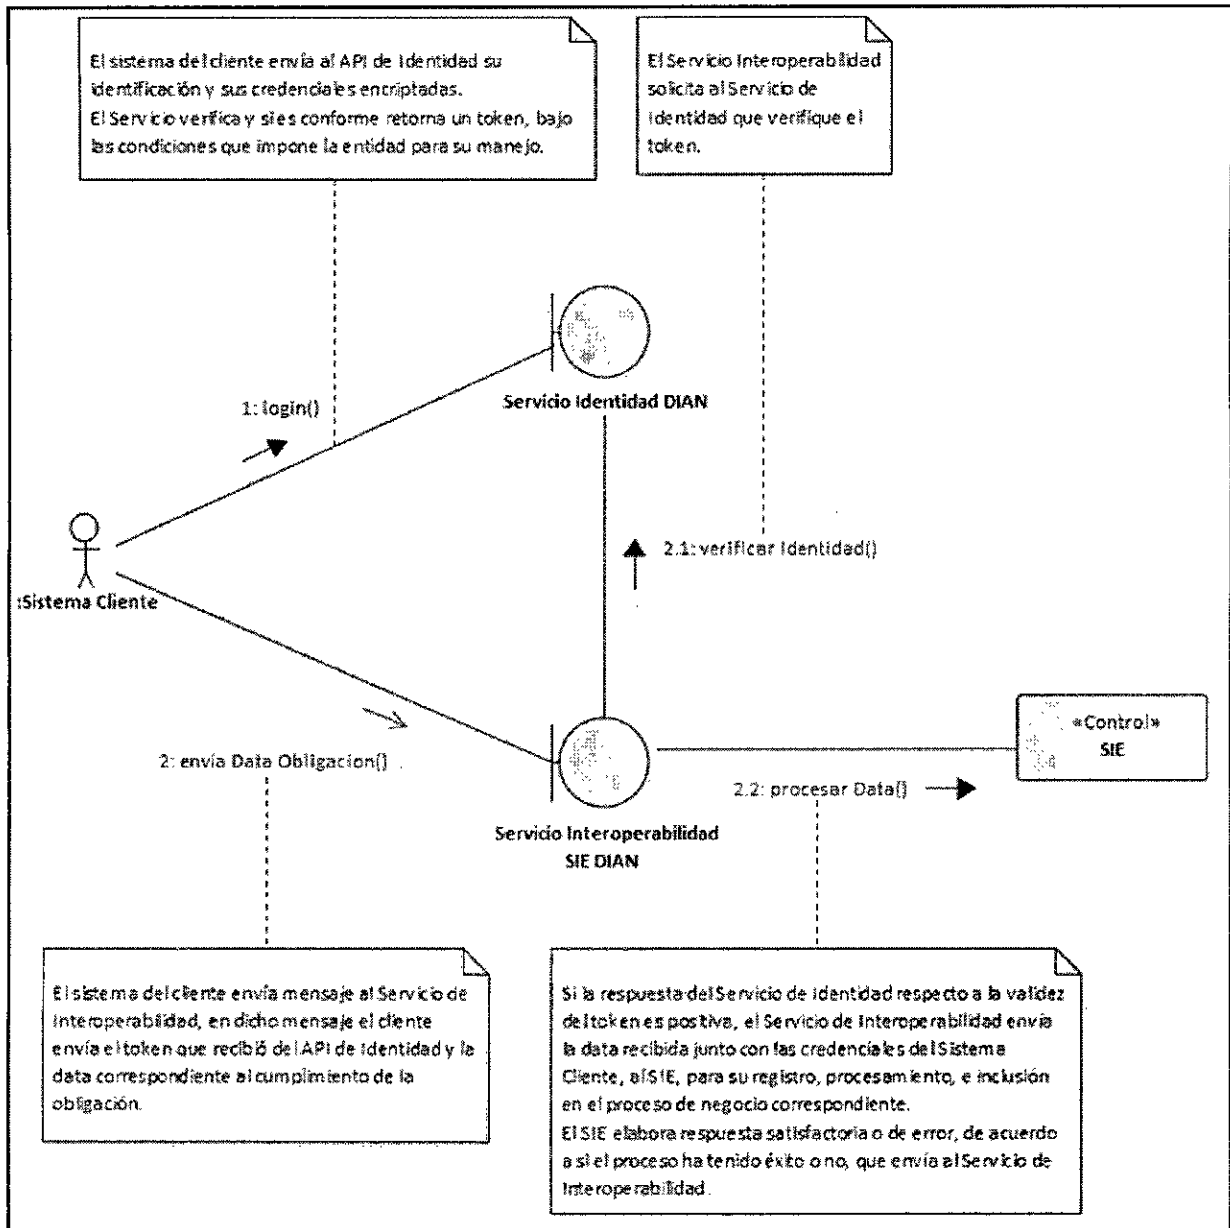 El sistema del cliente envía al API de Identidad su
identificación y sus credenciales encriptadas.
El Servicio verifica y si es conforme retorna un token, bajo
las condiciones que impone la entidad para su manejo.
El Servicio Interoperabilidad
solicita al Servicio de
Identidad que verifique el
token.
Servicio Identidad DIAN
1: login()
2.1: verificar Identidad()
:Sistema Cliente
«Control»
SIE
2: envía Data Obligacion()
2.2: procesar Data()
Servicio Interoperabilidad
SIE DIAN
El sistema del cliente envía mensaje al Servicio de
Interoperabilidad, en dicho mensaje el cliente
envía el token que recibió del API de Identidad y la
data correspondiente al cumplimiento de la
obligación.
Si la respuesta del Servicio de Identidad respecto a la validez
del token es positiva, el Servicio de Interoperabilidad envía
la data recibida junto con las credenciales del Sistema
Cliente, al SIE, para su registro, procesamiento, e inclusión
en el proceso de negocio correspondiente.
El SIE elabora respuesta satisfactoria o de error, de acuerdo
a si el proceso ha tenido éxito o no, que envía al Servicio de
Interoperabilidad.